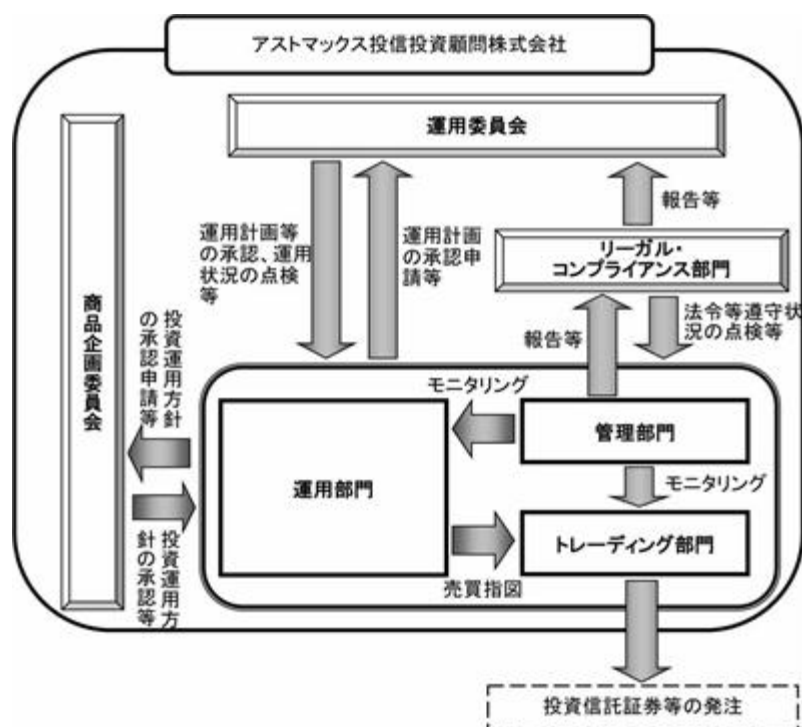 アストマックス投信投資顧問株式会社
運用委員会
報告等
運用計画等
の承認、運用
状況の点検
等
運用計画
の承認申
請等
リーガル・
コンプライアンス部門
商品企画委員会
投資運用方針
の承認申請等
報告等
法令等遵守状
況の点検等
モニタリング
管理部門
運用部門
モニタリング
トレーディング部門
投資運用方
針の承認等
売買指図
投資信託証券等の発注